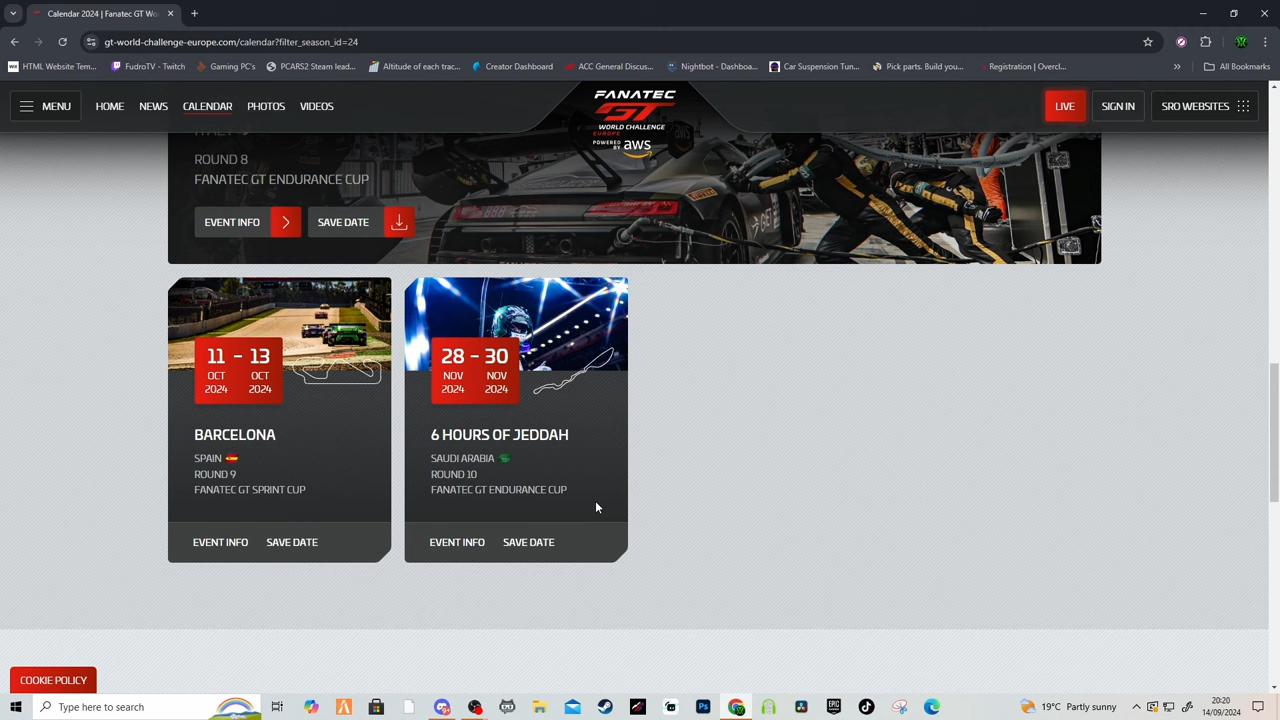 Calendar 2024 | Fanatec GT Wo
gt-world-challenge-europe.com/calendar?filter_season_id=24
HTML Website Tem...
FudroTV - Twitch
Gaming PC's
PCARS2 Steam lead...
Altitude of each trac...
Creator Dashboard
ACC General Discus...
Nightbot - Dashboa...
Car Suspension Tun...
Pick parts. Build you...
Registration | Overcl...
»
All Bookmarks
MENU
HOME
NEWS
CALENDAR
PHOTOS
VIDEOS
FANATEC
GT
WORLD CHALLENGE
EUROPE
POWERED BY aws
LIVE
SIGN IN
SRO WEBSITES
ROUND 8
FANATEC GT ENDURANCE CUP
EVENT INFO
SAVE DATE
11 - 13
OCT OCT
2024 2024
BARCELONA
SPAIN
ROUND 9
FANATEC GT SPRINT CUP
EVENT INFO SAVE DATE
28 - 30
NOV NOV
2024 2024
6 HOURS OF JEDDAH
SAUDI ARABIA
ROUND 10
FANATEC GT ENDURANCE CUP
EVENT INFO SAVE DATE
COOKIE POLICY
Type here to search
19°C Partly sunny
20:20
14/09/2024